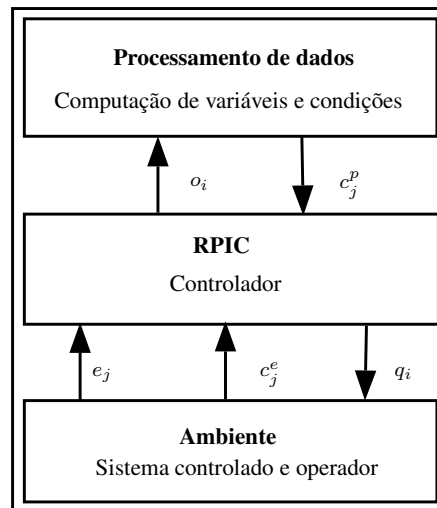 Processamento de dados
Computação de variáveis e condições
o_i c_j^p
RPIC
Controlador
e_j c_j^e q_i
Ambiente
Sistema controlado e operador